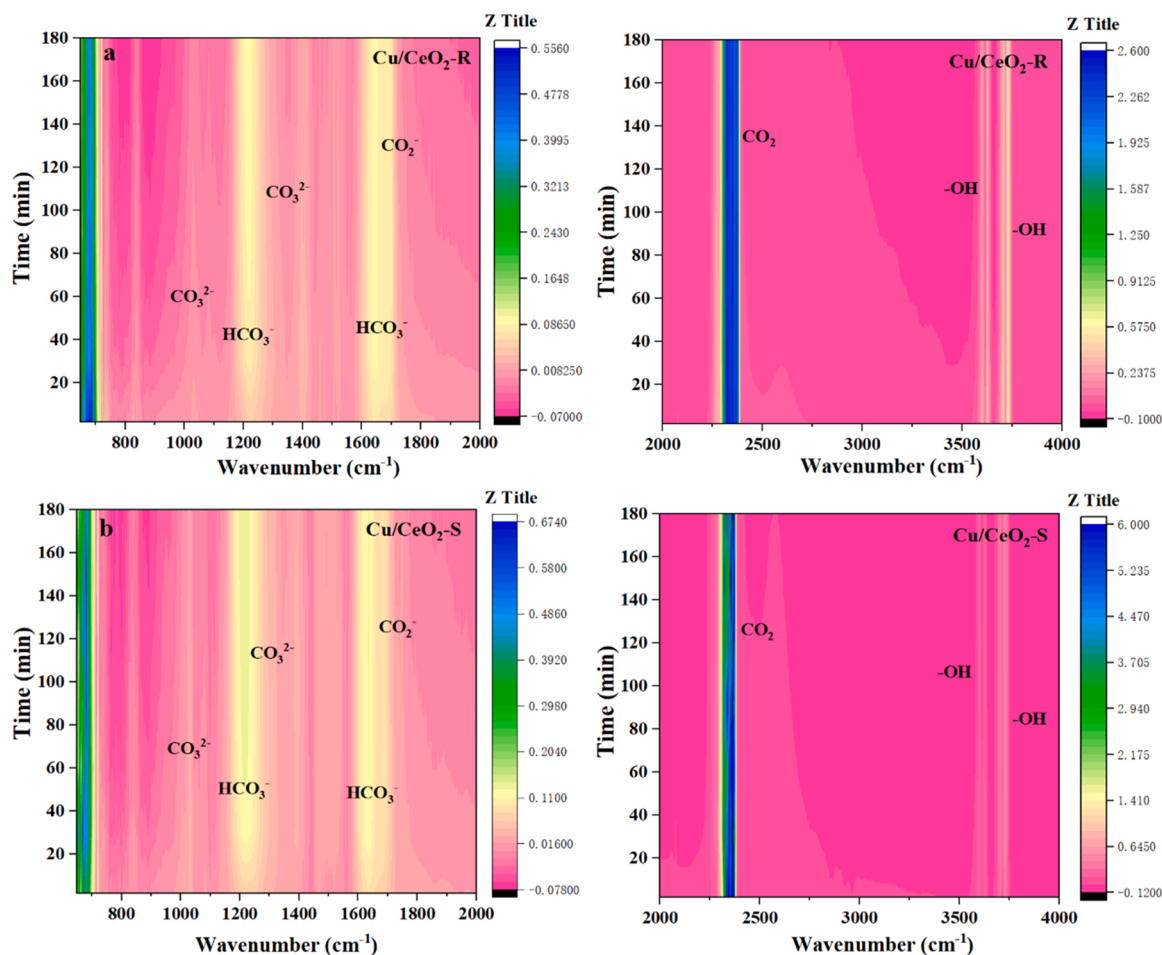 Z Title
a
Cu/CeO₂-R
0.5560
0.4778
0.3995
0.3213
0.2430
0.1648
0.08650
0.008250
-0.07000
180
160
140
120
100
80
60
40
20
Time (min)
CO₂⁻
CO₃²⁻
CO₃²⁻
HCO₃⁻
HCO₃⁻
800 1000 1200 1400 1600 1800 2000
Wavenumber (cm⁻¹)
Z Title
Cu/CeO₂-R
2.600
2.262
1.925
1.587
1.250
0.9125
0.5750
0.2375
-0.1000
180
160
140
120
100
80
60
40
20
Time (min)
CO₂
-OH
-OH
2000 2500 3000 3500 4000
Wavenumber (cm⁻¹)
Z Title
b
Cu/CeO₂-S
0.6740
0.5800
0.4860
0.3920
0.2980
0.2040
0.1100
0.01600
-0.07800
180
160
140
120
100
80
60
40
20
Time (min)
CO₂⁻
CO₃²⁻
CO₃²⁻
HCO₃⁻
HCO₃⁻
800 1000 1200 1400 1600 1800 2000
Wavenumber (cm⁻¹)
Z Title
Cu/CeO₂-S
6.000
5.235
4.470
3.705
2.940
2.175
1.410
0.6450
-0.1200
180
160
140
120
100
80
60
40
20
Time (min)
CO₂
-OH
-OH
2000 2500 3000 3500 4000
Wavenumber (cm⁻¹)